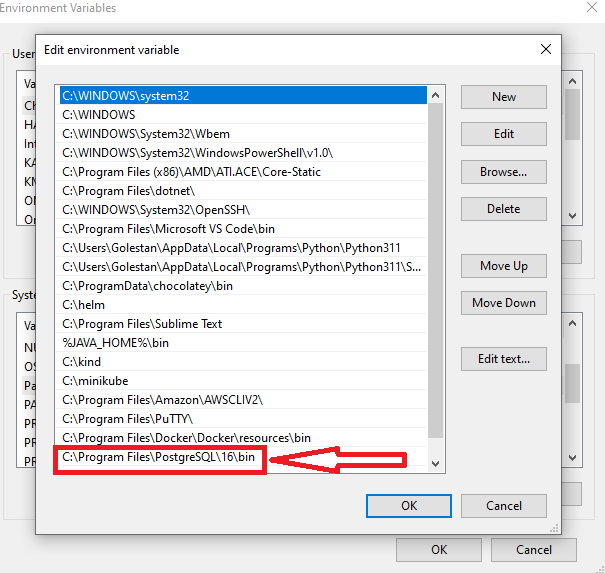 Environment Variables
Edit environment variable
User
Va
Ch
HA
Int
KA
KN
ON
On
C:\WINDOWS\system32
C:\WINDOWS
C:\WINDOWS\System32\Wbem
C:\WINDOWS\System32\WindowsPowerShell\v1.0\
C:\Program Files (x86)\AMD\ATI.ACE\Core-Static
C:\Program Files\dotnet\
C:\WINDOWS\System32\OpenSSH\
C:\Program Files\Microsoft VS Code\bin
C:\Users\Golestan\AppData\Local\Programs\Python\Python311
C:\Users\Golestan\AppData\Local\Programs\Python\Python311\S...
C:\ProgramData\chocolatey\bin
C:\helm
C:\Program Files\Sublime Text
%JAVA_HOME%\bin
C:\kind
C:\minikube
C:\Program Files\Amazon\AWSCLIV2\
C:\Program Files\PuTTY\
C:\Program Files\Docker\Docker\resources\bin
C:\Program Files\PostgreSQL\16\bin
New
Edit
Browse...
Delete
Move Up
Move Down
Edit text...
Syste
Va
NU
OS
Pa
PA
PR
PR
PR
OK
Cancel
OK
Cancel